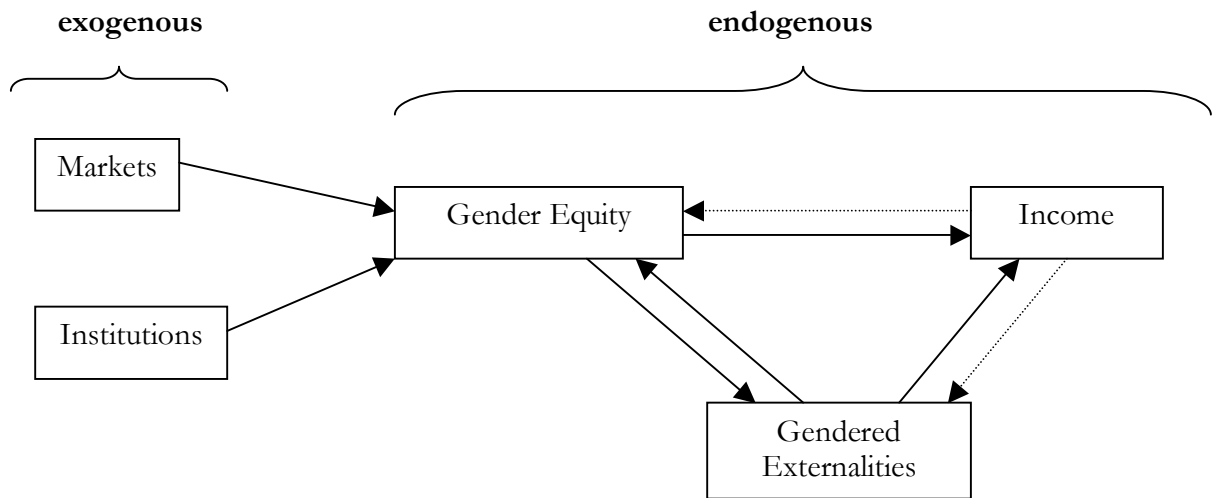 exogenous
endogenous
Markets
Gender Equity
Income
Institutions
Gendered
Externalities